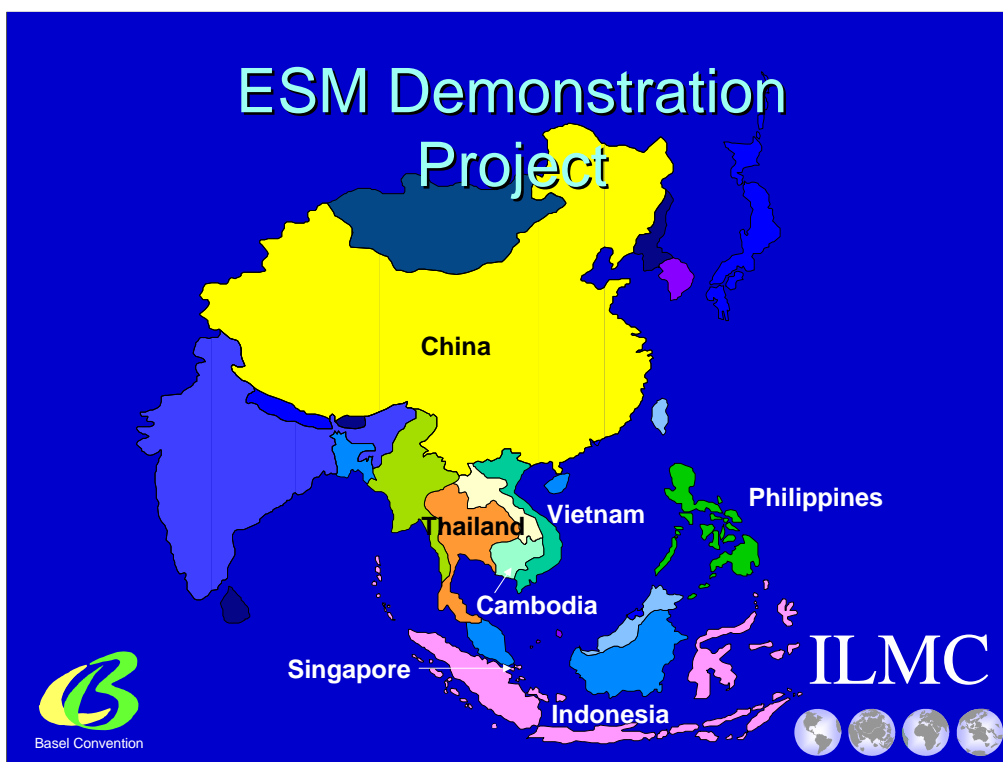 ESM Demonstration
Project
China
Philippines
Vietnam
Thailand
Cambodia
Singapore
ILMC
Indonesia
Basel Convention